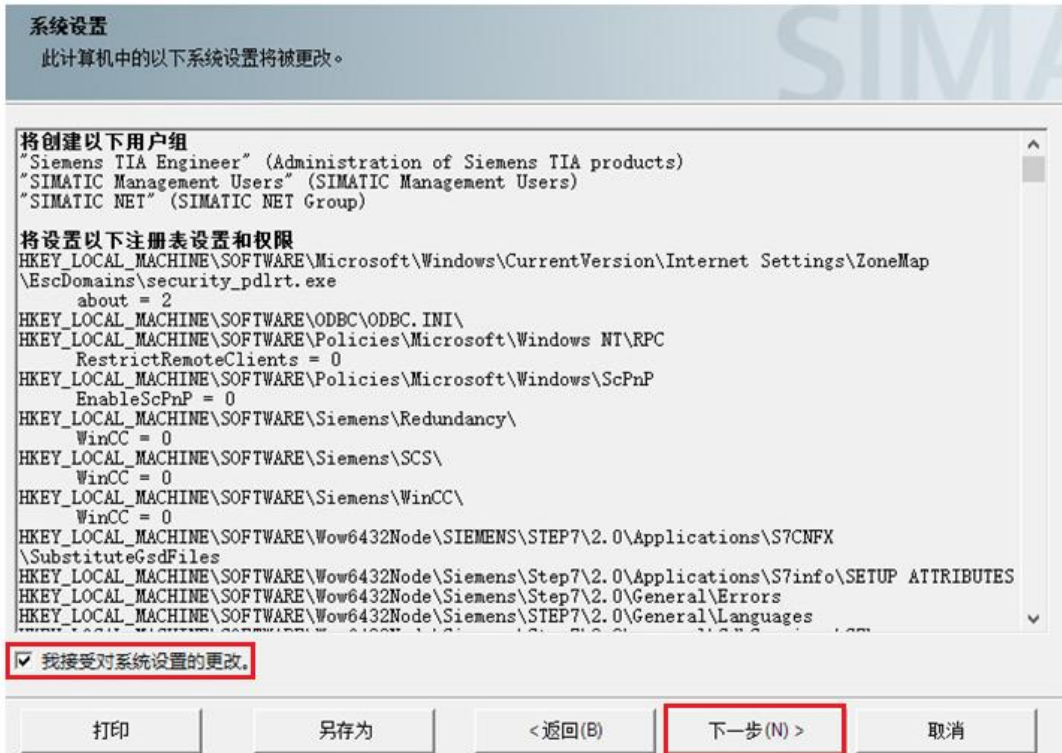 系统设置
此计算机中的以下系统设置将被更改。
SIMA
将创建以下用户组
"Siemens TIA Engineer" (Administration of Siemens TIA products)
"SIMATIC Management Users" (SIMATIC Management Users)
"SIMATIC NET" (SIMATIC NET Group)
将设置以下注册表设置和权限
HKEY_LOCAL_MACHINE\SOFTWARE\Microsoft\Windows\CurrentVersion\Internet Settings\ZoneMap
\EscDomains\security_pdlrt.exe
about = 2
HKEY_LOCAL_MACHINE\SOFTWARE\ODBC\ODBC.INI\
HKEY_LOCAL_MACHINE\SOFTWARE\Policies\Microsoft\Windows NT\RPC
RestrictRemoteClients = 0
HKEY_LOCAL_MACHINE\SOFTWARE\Policies\Microsoft\Windows\ScPnP
EnableScPnP = 0
HKEY_LOCAL_MACHINE\SOFTWARE\Siemens\Redundancy\
WinCC = 0
HKEY_LOCAL_MACHINE\SOFTWARE\Siemens\SCS\
WinCC = 0
HKEY_LOCAL_MACHINE\SOFTWARE\Siemens\WinCC\
WinCC = 0
HKEY_LOCAL_MACHINE\SOFTWARE\Wow6432Node\SIEMENS\STEP7\2.0\Applications\S7CNFX
\SubstituteGsdFiles
HKEY_LOCAL_MACHINE\SOFTWARE\Wow6432Node\Siemens\Step7\2.0\Applications\S7info\SETUP ATTRIBUTES
HKEY_LOCAL_MACHINE\SOFTWARE\Wow6432Node\Siemens\Step7\2.0\General\Errors
HKEY_LOCAL_MACHINE\SOFTWARE\Wow6432Node\Siemens\STEP7\2.0\General\Languages
我接受对系统设置的更改。
打印
另存为
<返回(B)
下一步(N) >
取消